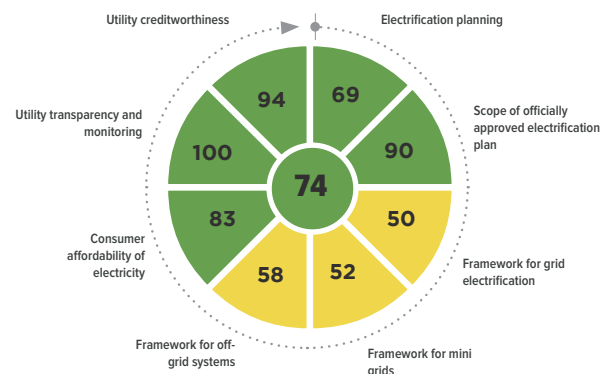 Utility creditworthiness
Electrification planning
94
69
Utility transparency and
monitoring
Scope of officially
approved electrification
plan
100
90
74
83
50
Consumer
affordability of
electricity
58
52
Framework for grid
electrification
Framework for off-
grid systems
Framework for mini
grids